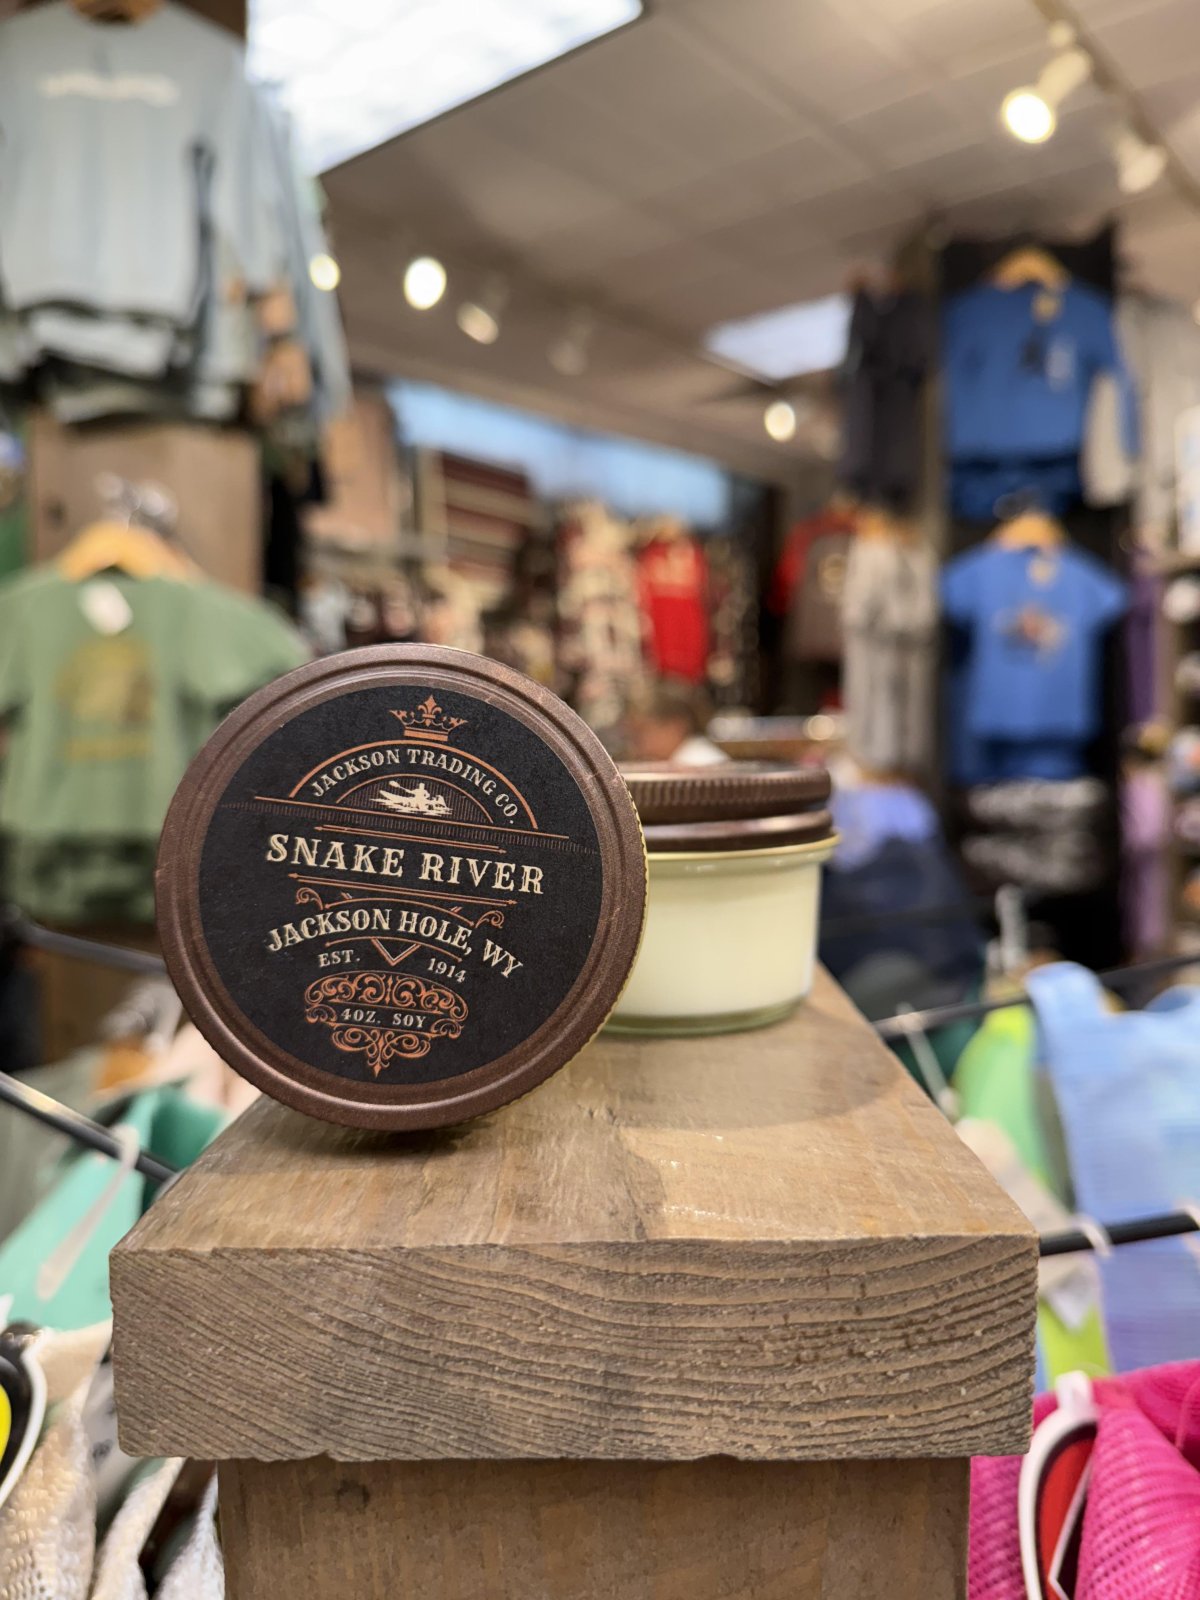 JACKSON TRADING CO.
SNAKE RIVER
JACKSON HOLE, WY
EST. 1914
4OZ. SOY